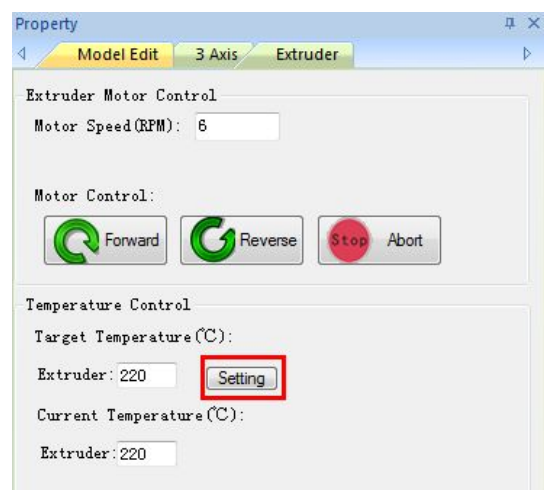 Property
Model Edit 3 Axis Extruder
Extruder Motor Control
Motor Speed(RPM): 6
Motor Control:
Forward Reverse Stop Abort
Temperature Control
Target Temperature(℃):
Extruder: 220 Setting
Current Temperature(℃):
Extruder: 220